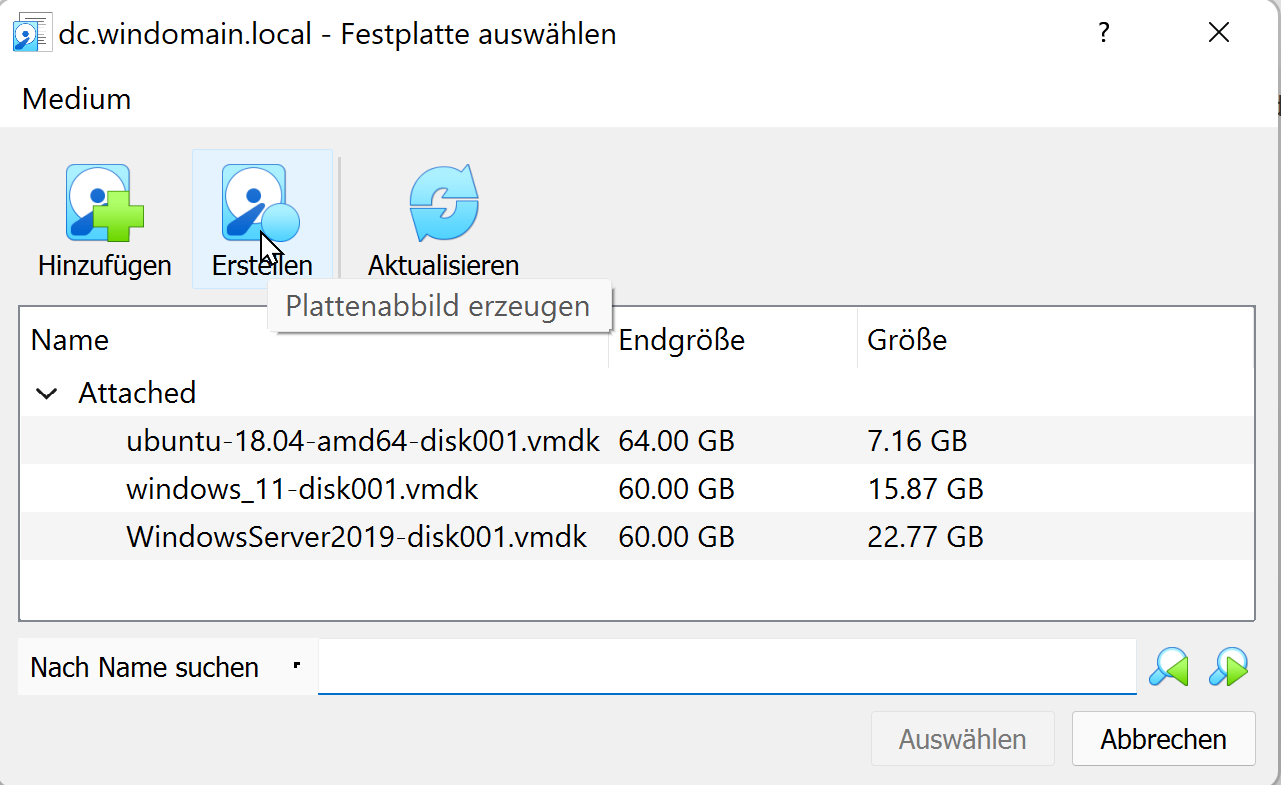 dc.windomain.local - Festplatte auswählen ?
Medium
Hinzufügen Erstellen Aktualisieren
Plattenabbild erzeugen
Name Endgröße Größe
Attached
ubuntu-18.04-amd64-disk001.vmdk 64.00 GB 7.16 GB
windows_11-disk001.vmdk 60.00 GB 15.87 GB
WindowsServer2019-disk001.vmdk 60.00 GB 22.77 GB
Nach Name suchen
Auswählen Abbrechen